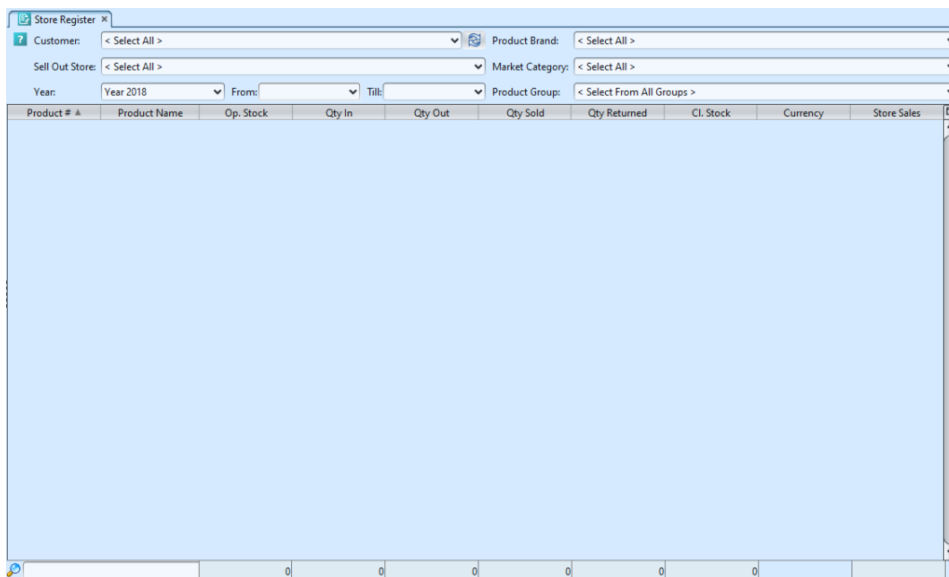 Store Register ×
? Customer: < Select All > Product Brand: < Select All >
Sell Out Store: < Select All > Market Category: < Select All >
Year: Year 2018 From: Till: Product Group: < Select From All Groups >
Product # Product Name Op. Stock Qty In Qty Out Qty Sold Qty Returned Cl. Stock Currency Store Sales
0 0 0 0 0 0